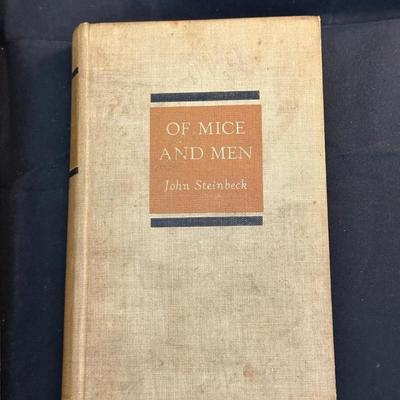 OF MICE
AND MEN
John Steinbeck